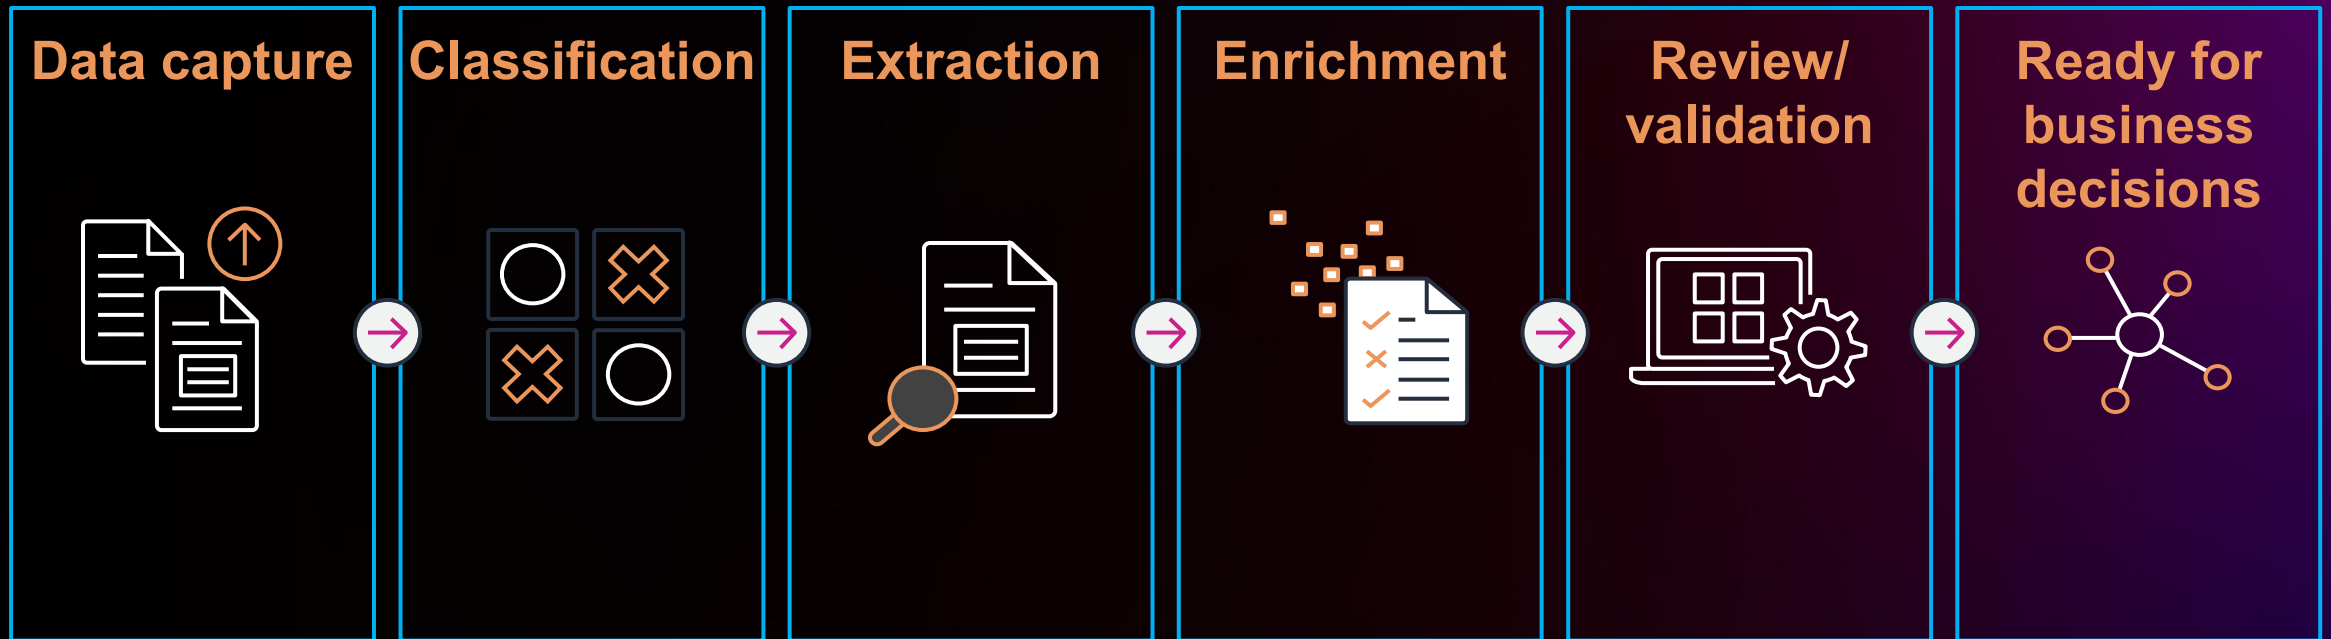 Data capture
Classification
Extraction
Enrichment
Review/
validation
Ready for
business
decisions